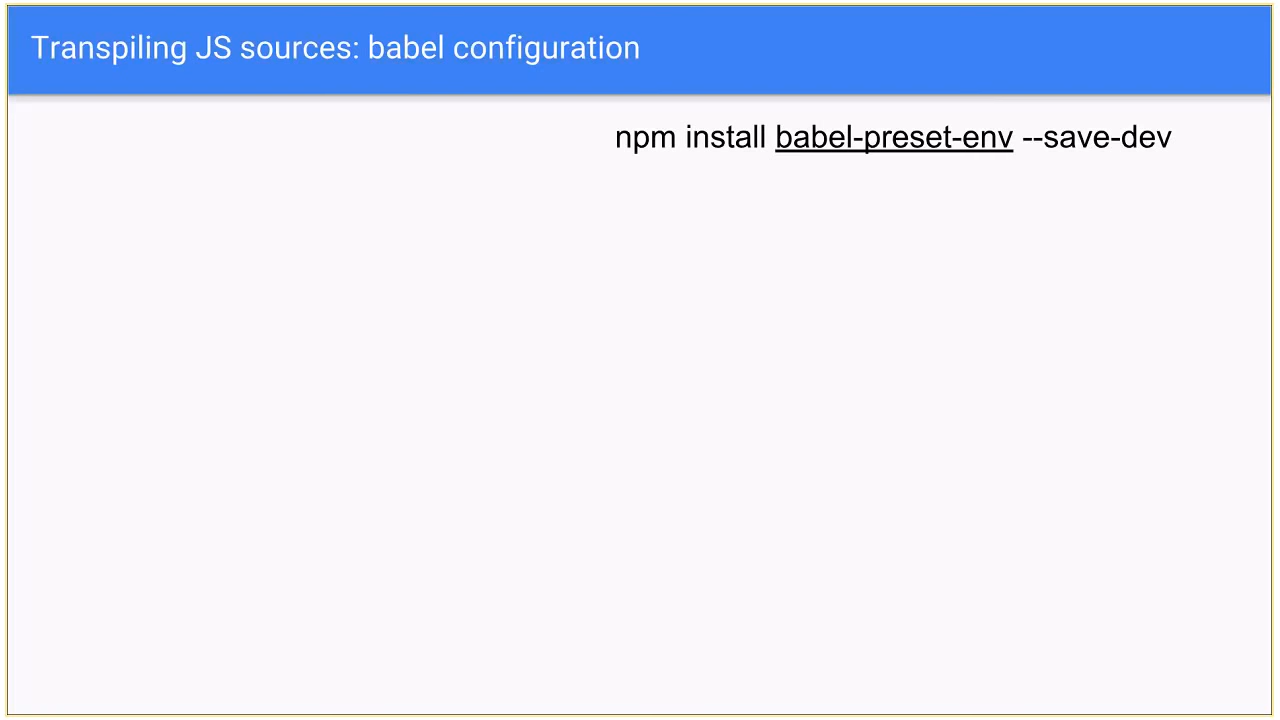 Transpiling JS sources: babel configuration
npm install babel-preset-env --save-dev